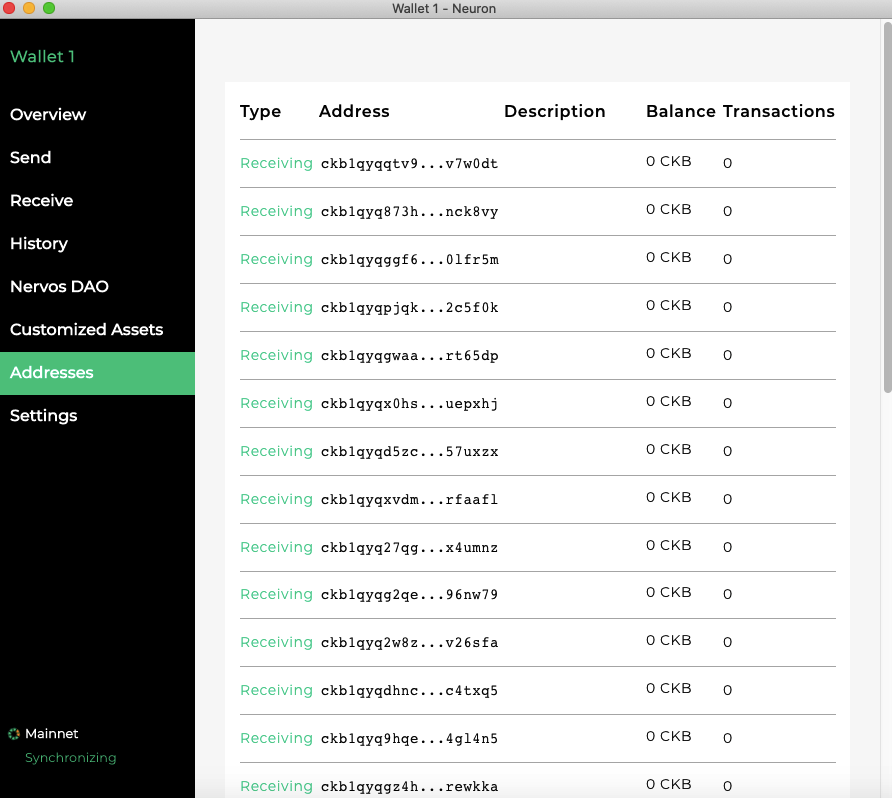 Wallet 1 - Neuron
Wallet 1
Overview
Send
Receive
History
Nervos DAO
Customized Assets
Addresses
Settings
Mainnet
Synchronizing
Type Address Description Balance Transactions
Receiving ckb1qyqqtv9...v7w0dt 0 CKB 0
Receiving ckb1qyq873h...nck8vy 0 CKB 0
Receiving ckb1qyqggf6...0lfr5m 0 CKB 0
Receiving ckb1qyqpjqk...2c5f0k 0 CKB 0
Receiving ckb1qyqgwaa...rt65dp 0 CKB 0
Receiving ckb1qyqx0hs...uepxhj 0 CKB 0
Receiving ckb1qyqd5zc...57uxzx 0 CKB 0
Receiving ckb1qyqxvdm...rfaafl 0 CKB 0
Receiving ckb1qyq27qg...x4umnz 0 CKB 0
Receiving ckb1qyqg2qe...96nw79 0 CKB 0
Receiving ckb1qyq2w8z...v26sfa 0 CKB 0
Receiving ckb1qyqdhnc...c4txq5 0 CKB 0
Receiving ckb1qyq9hqe...4gl4n5 0 CKB 0
Receiving ckb1qyqgz4h...rewkka 0 CKB 0